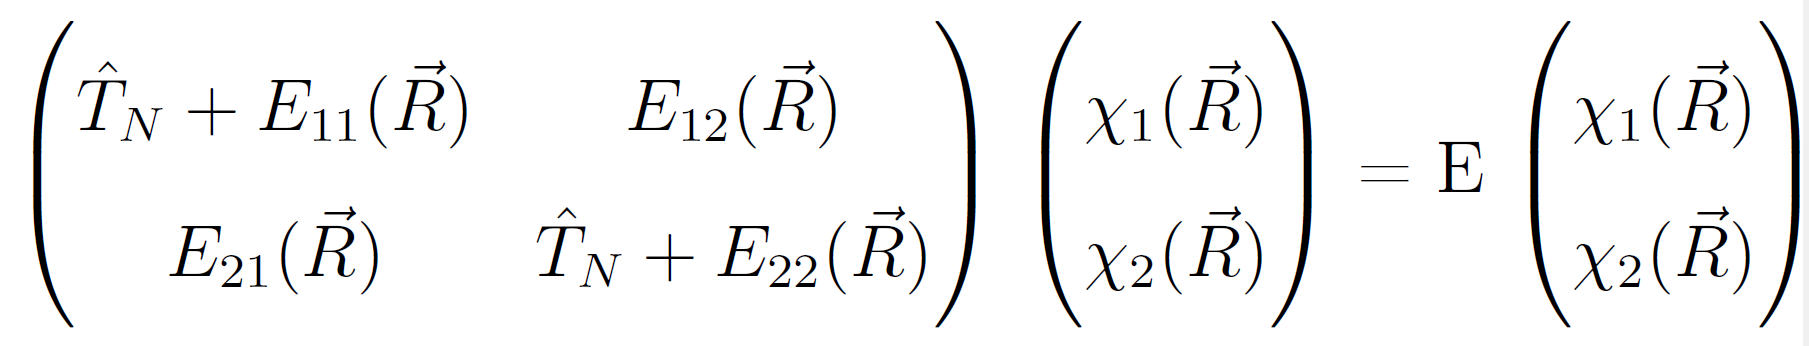 \begin{pmatrix} \hat{T}_N + E_{11}(\vec{R}) & E_{12}(\vec{R}) \\ E_{21}(\vec{R}) & \hat{T}_N + E_{22}(\vec{R}) \end{pmatrix} \begin{pmatrix} \chi_1(\vec{R}) \\ \chi_2(\vec{R}) \end{pmatrix} = \mathrm{E} \begin{pmatrix} \chi_1(\vec{R}) \\ \chi_2(\vec{R}) \end{pmatrix}